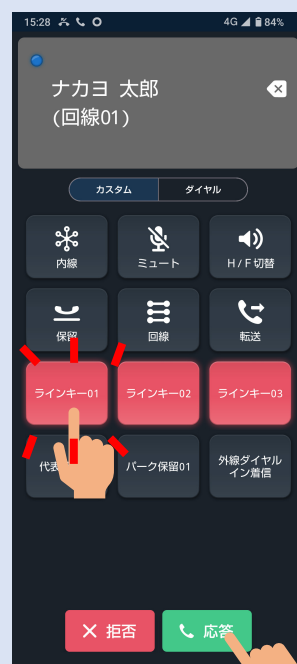 15:28 4G 84%
ナカヨ 太郎
(回線01)
カスタム ダイヤル
内線 ミュート H/F切替
保留 回線 転送
ラインキー01 ラインキー02 ラインキー03
代表 パーク保留01 外線ダイヤル
イン着信
拒否 応答